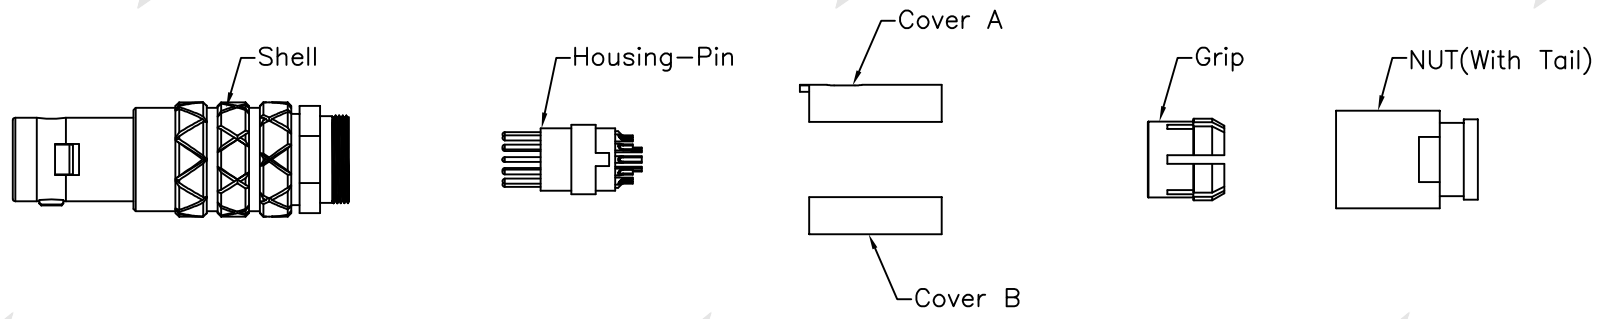 Shell
Housing-Pin
Cover A
Cover B
Grip
NUT(With Tail)